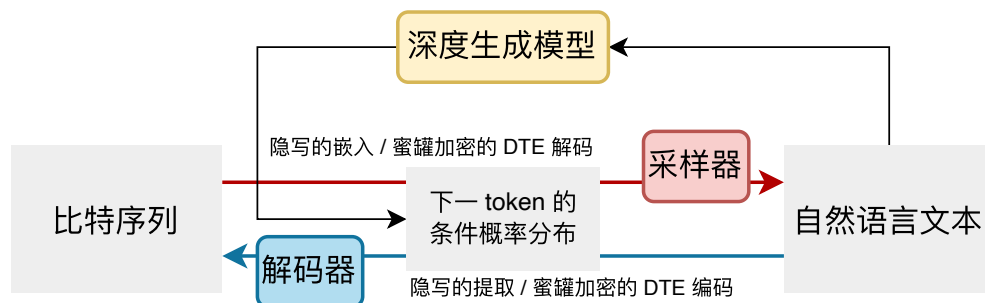 深度生成模型
隐写的嵌入 / 蜜罐加密的 DTE 解码
采样器
比特序列
下一 token 的
条件概率分布
自然语言文本
解码器
隐写的提取 / 蜜罐加密的 DTE 编码